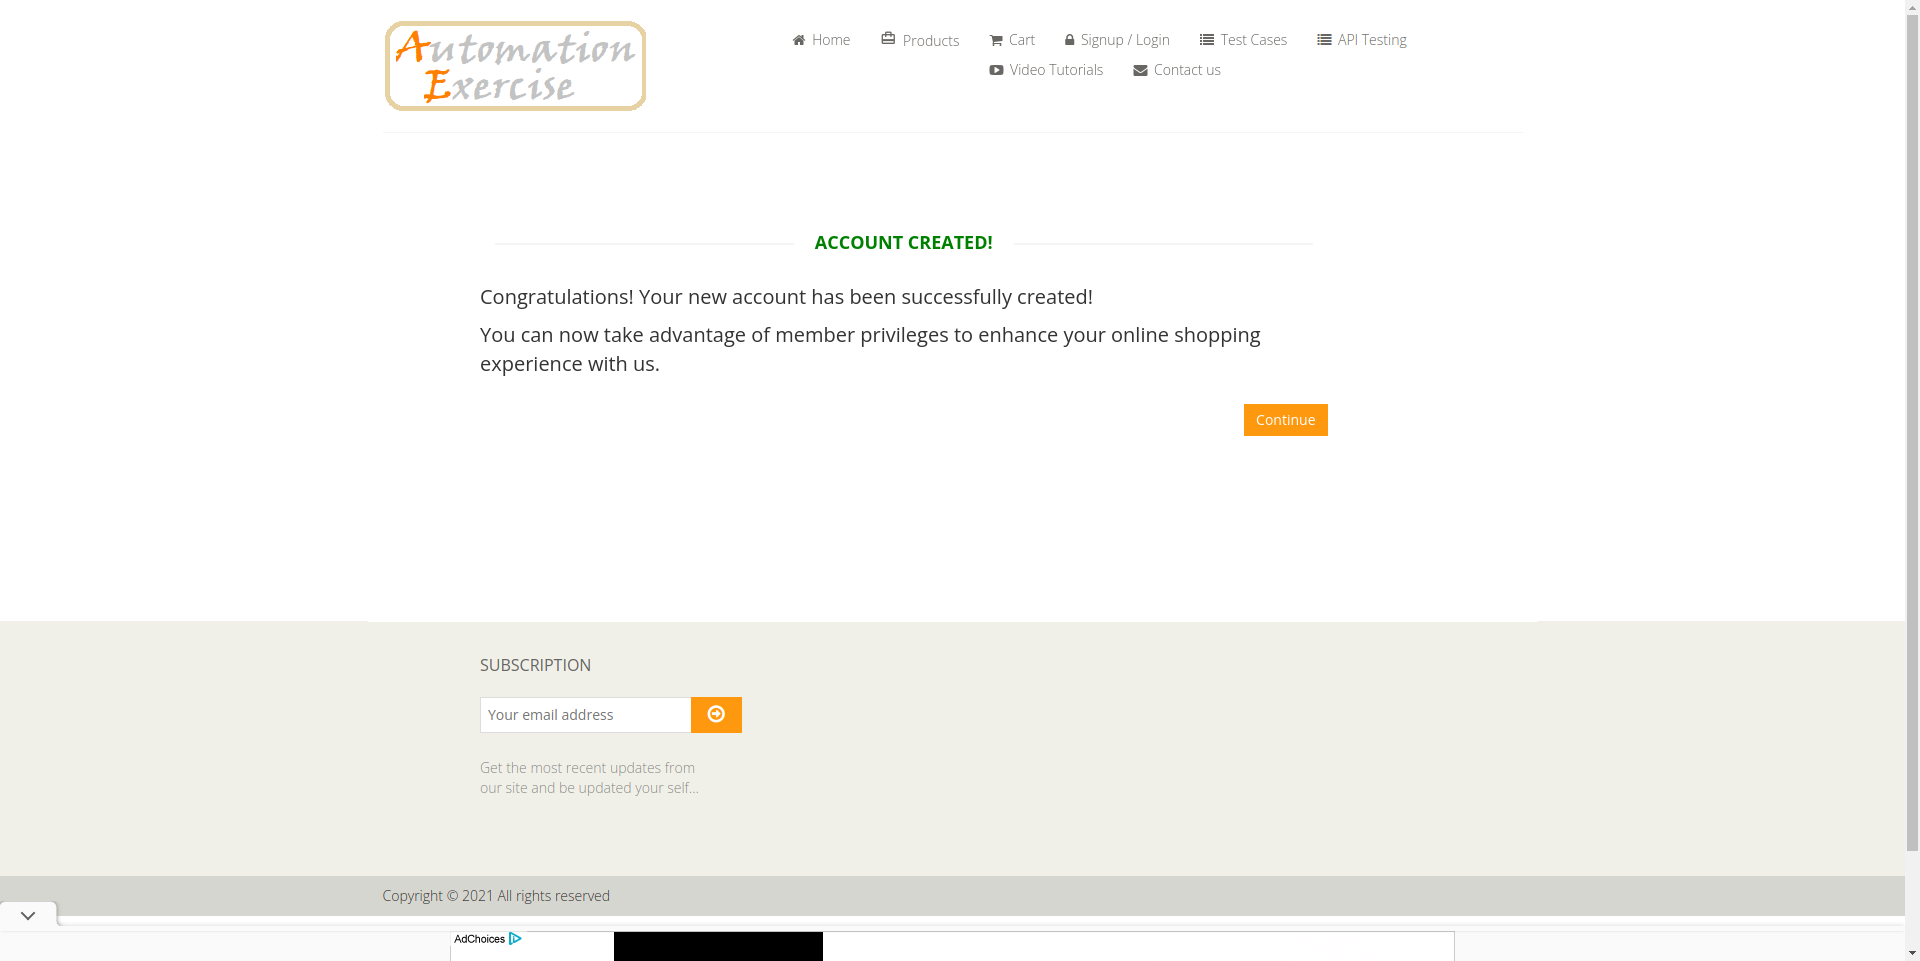 Automation
Exercise
Home
Products
Cart
Signup / Login
Test Cases
API Testing
Video Tutorials
Contact us
ACCOUNT CREATED!
Congratulations! Your new account has been successfully created!
You can now take advantage of member privileges to enhance your online shopping
experience with us.
Continue
SUBSCRIPTION
Your email address
Get the most recent updates from
our site and be updated your self...
Copyright © 2021 All rights reserved
AdChoices